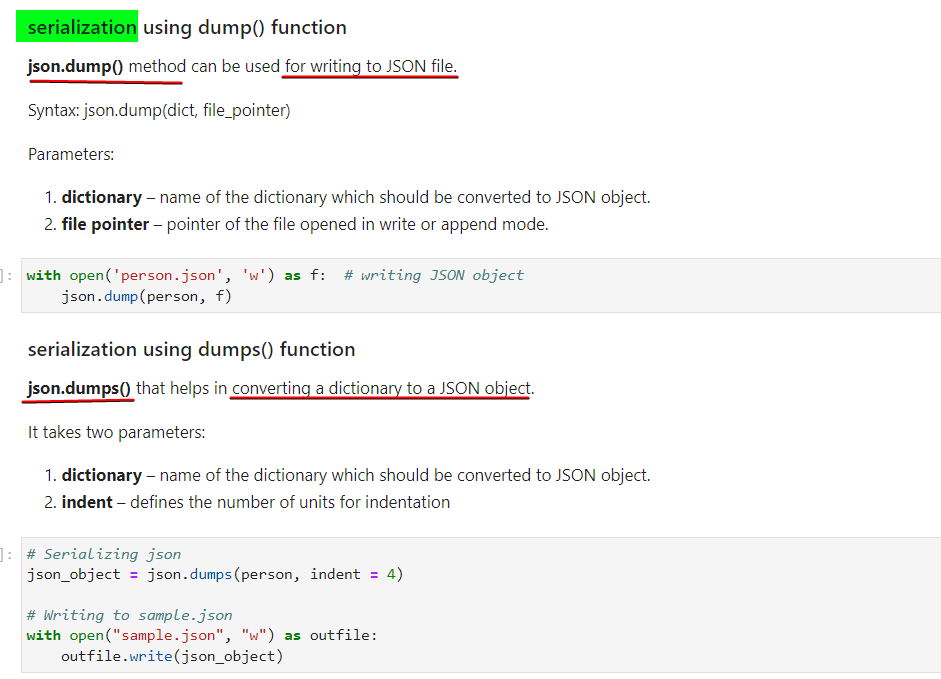 serialization using dump() function
json.dump() method can be used for writing to JSON file.
Syntax: json.dump(dict, file_pointer)
Parameters:
1. dictionary – name of the dictionary which should be converted to JSON object.
2. file pointer – pointer of the file opened in write or append mode.
]: with open('person.json', 'w') as f:  # writing JSON object
    json.dump(person, f)
serialization using dumps() function
json.dumps() that helps in converting a dictionary to a JSON object.
It takes two parameters:
1. dictionary – name of the dictionary which should be converted to JSON object.
2. indent – defines the number of units for indentation
]: # Serializing json
json_object = json.dumps(person, indent = 4)
# Writing to sample.json
with open("sample.json", "w") as outfile:
    outfile.write(json_object)